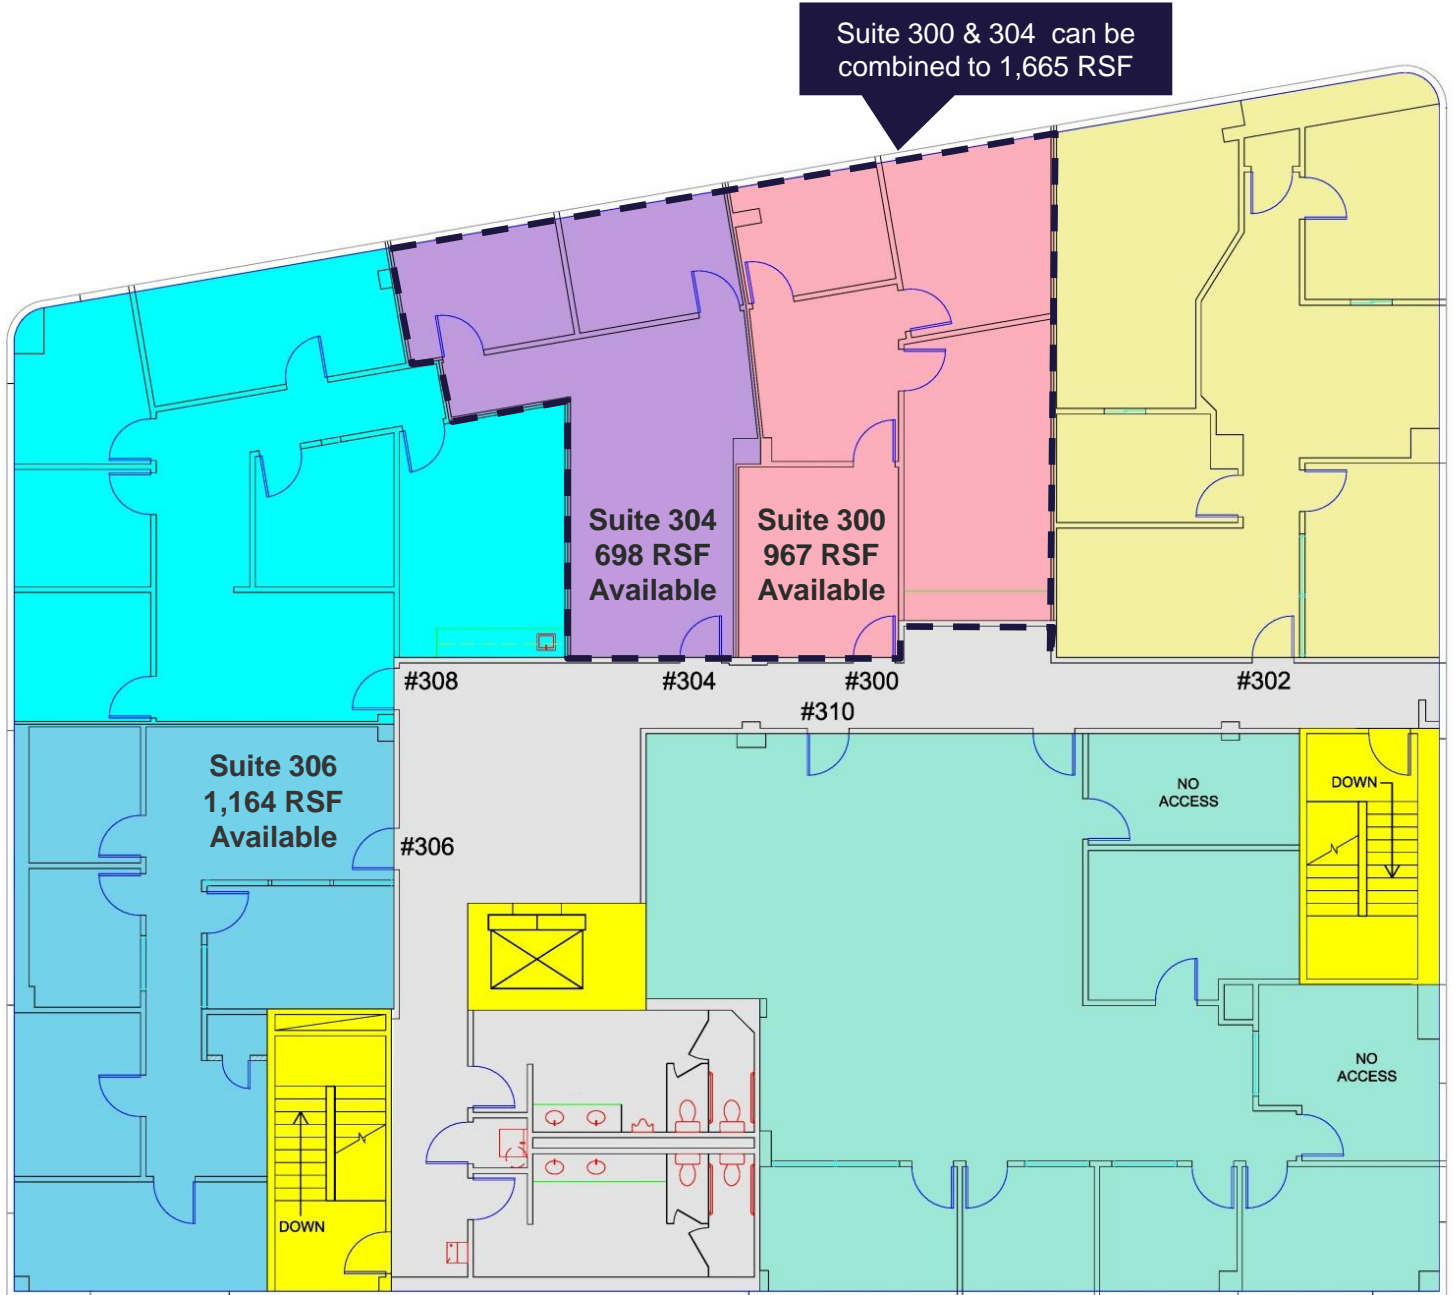 Suite 300 & 304 can be
combined to 1,665 RSF
Suite 304
698 RSF
Available
Suite 300
967 RSF
Available
#308
#304
#300
#302
#310
Suite 306
1,164 RSF
Available
#306
NO
ACCESS
DOWN
N
NO
ACCESS
N
DOWN